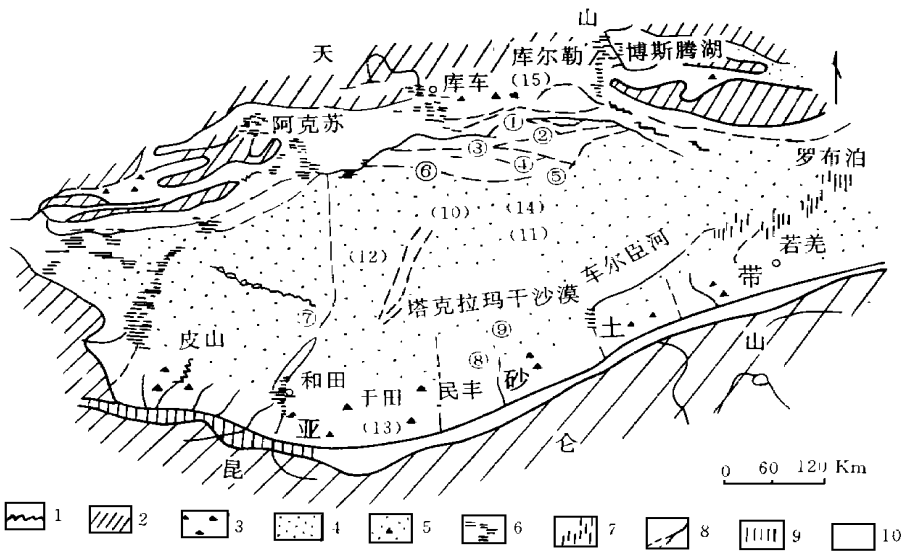 山
天
库尔勒
博斯腾湖
库车
(15)
阿克苏
①
②
③
④
⑤
⑥
罗布泊
(10)
(14)
(11)
(12)
若羌
车尔臣河
带
塔克拉玛干沙漠
⑦
⑨
土
山
皮山
⑧
和田
于田
民丰
砂
亚
(13)
昆
仑
0 60 120 Km
1 2 3 4 5 6 7 8 9 10